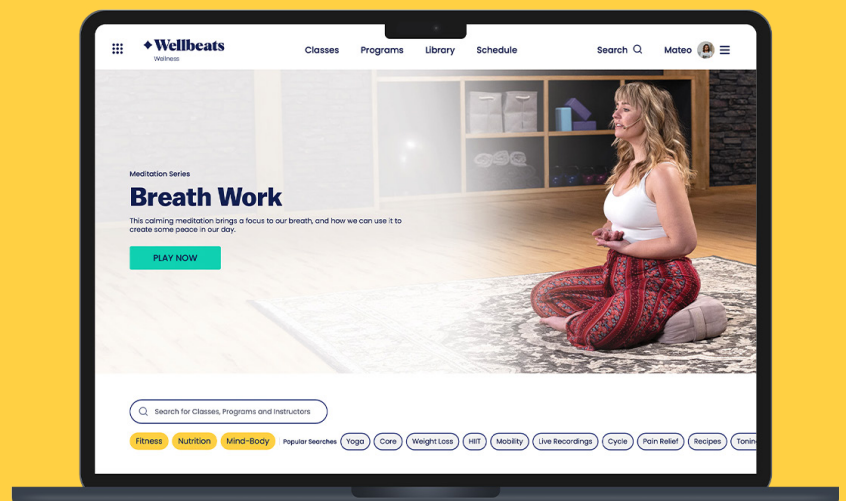 Wellbeats
Wellness
Classes Programs Library Schedule
Search
Mateo
Meditation Series
Breath Work
This calming meditation brings a focus to our breath, and how we can use it to
create some peace in our day.
PLAY NOW
Search for Classes, Programs and Instructors
Fitness Nutrition Mind-Body Popular Searches Yoga Core Weight Loss HIIT Mobility Live Recordings Cycle Pain Relief Recipes